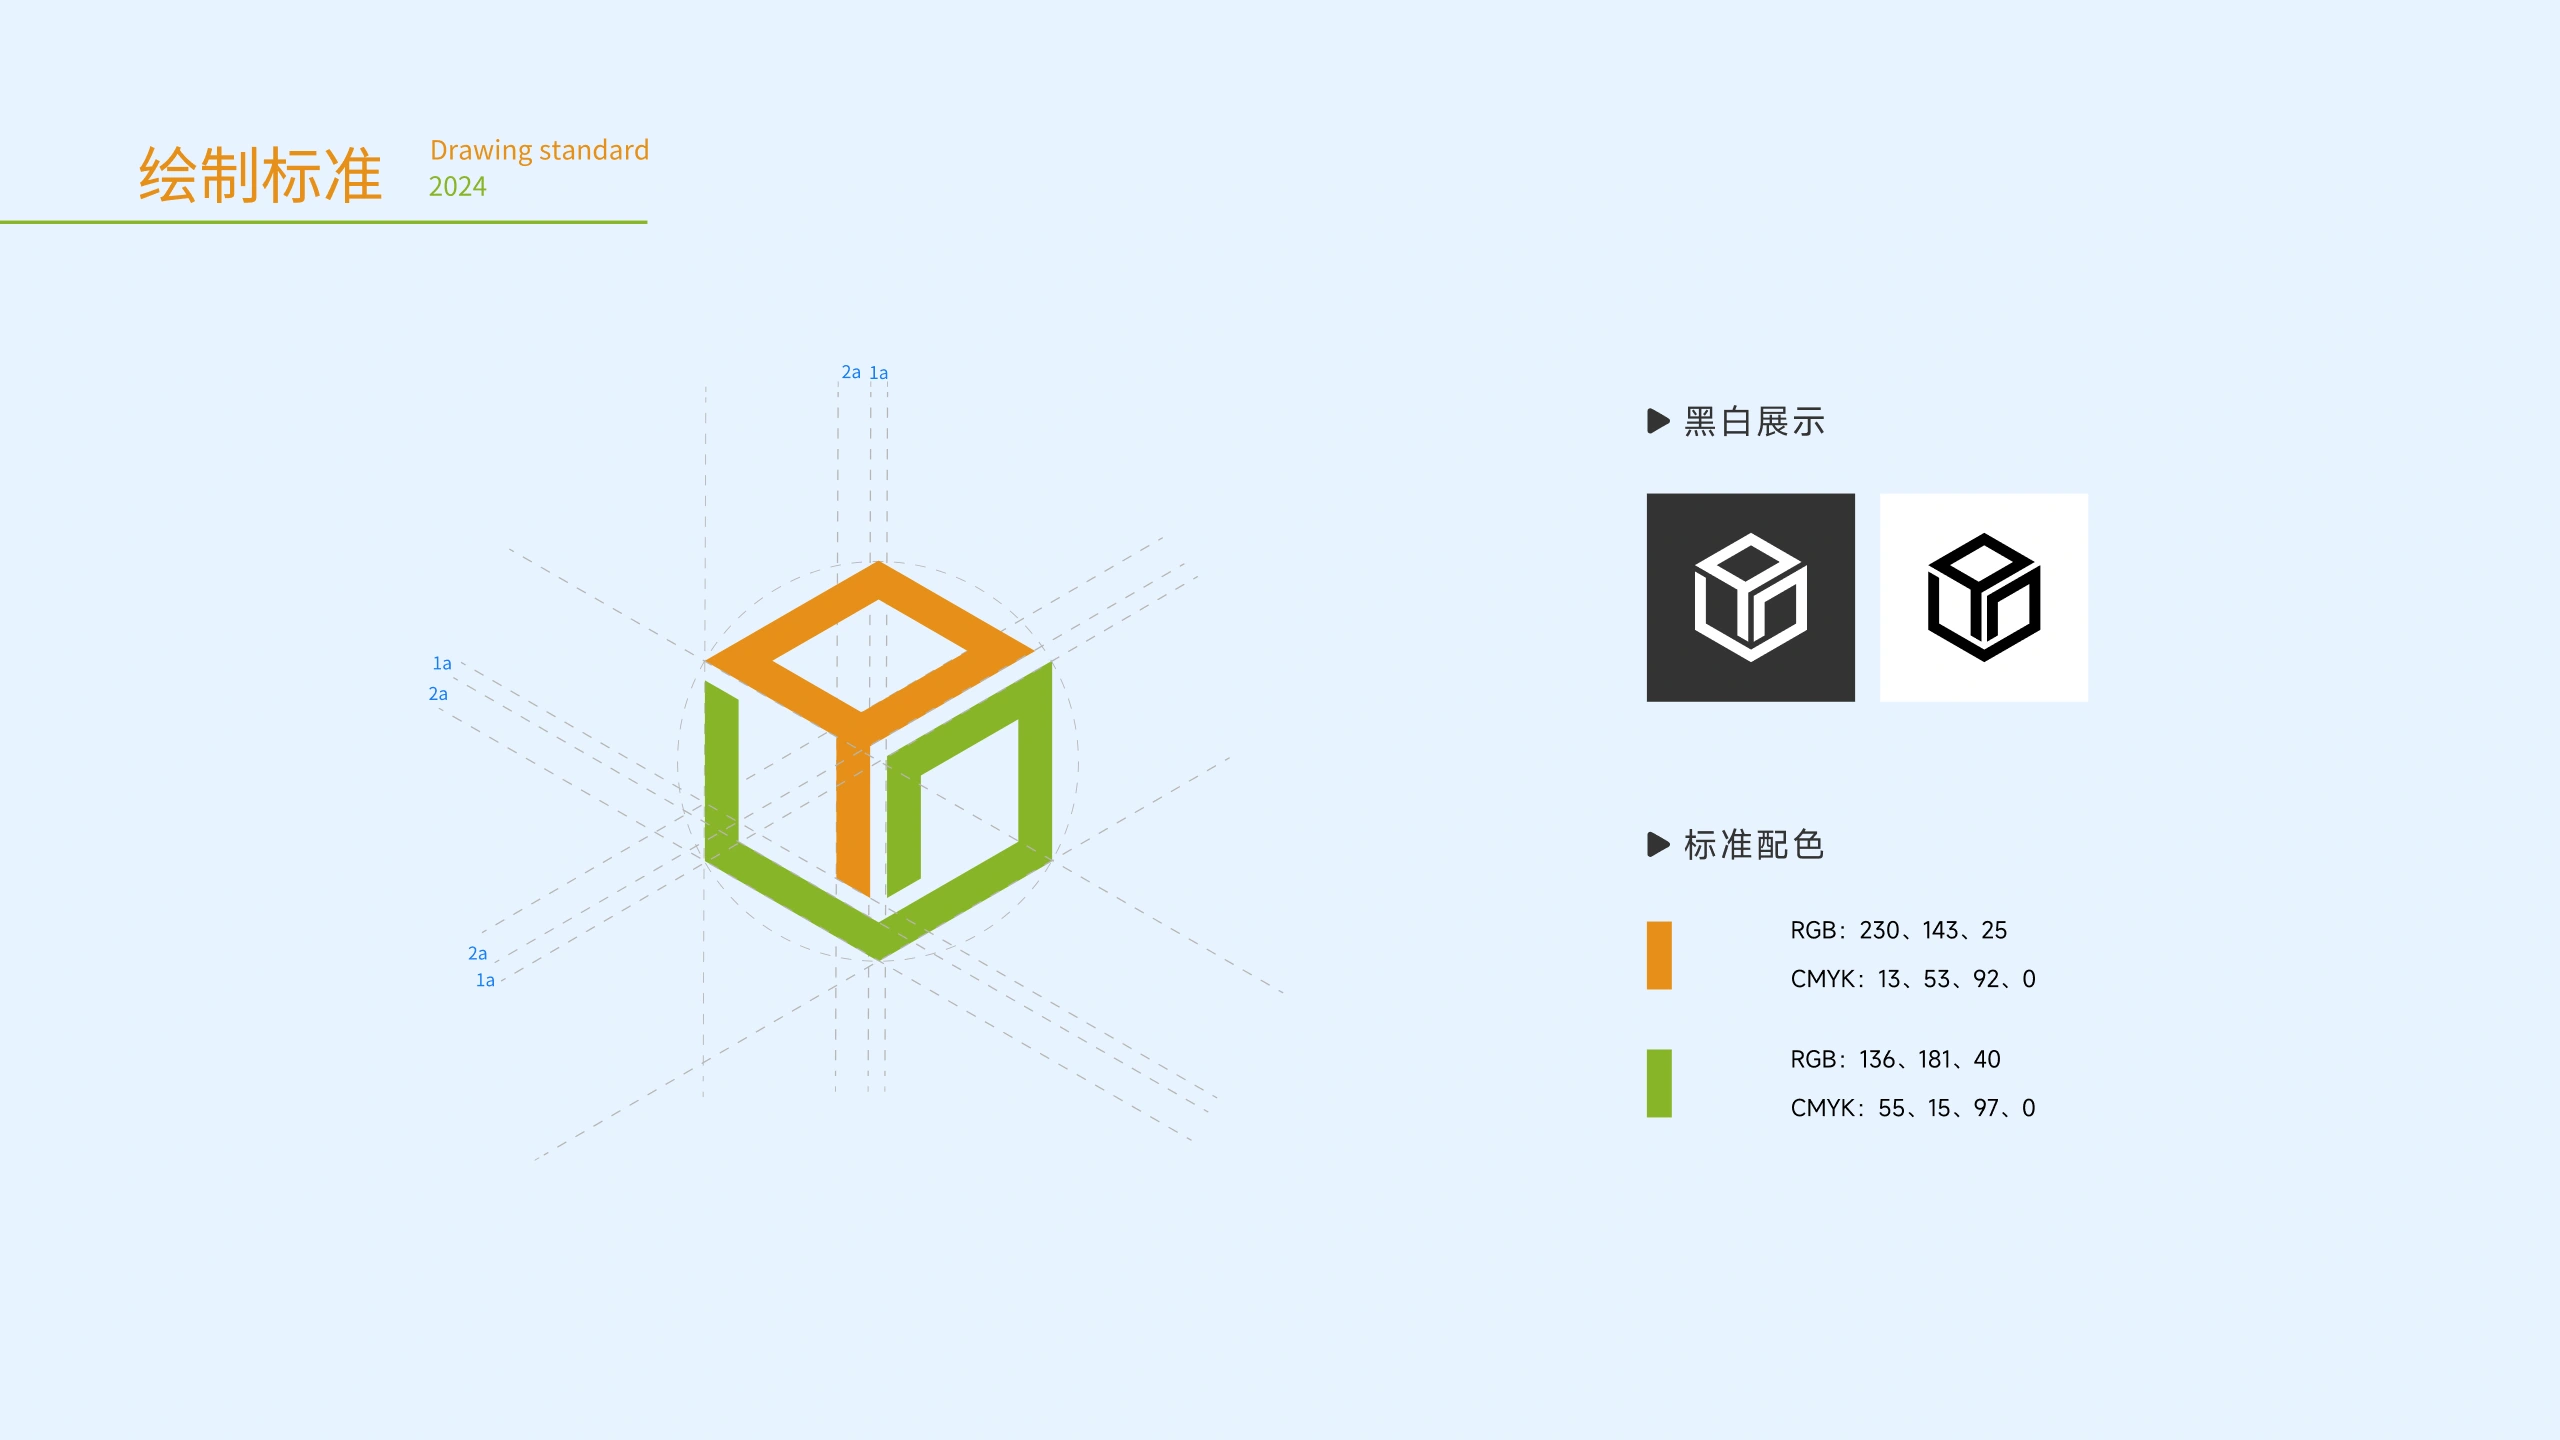 绘制标准
Drawing standard
2024
2a 1a
1a
2a
2a
1a
黑白展示
标准配色
RGB：230、143、25
CMYK：13、53、92、0
RGB：136、181、40
CMYK：55、15、97、0